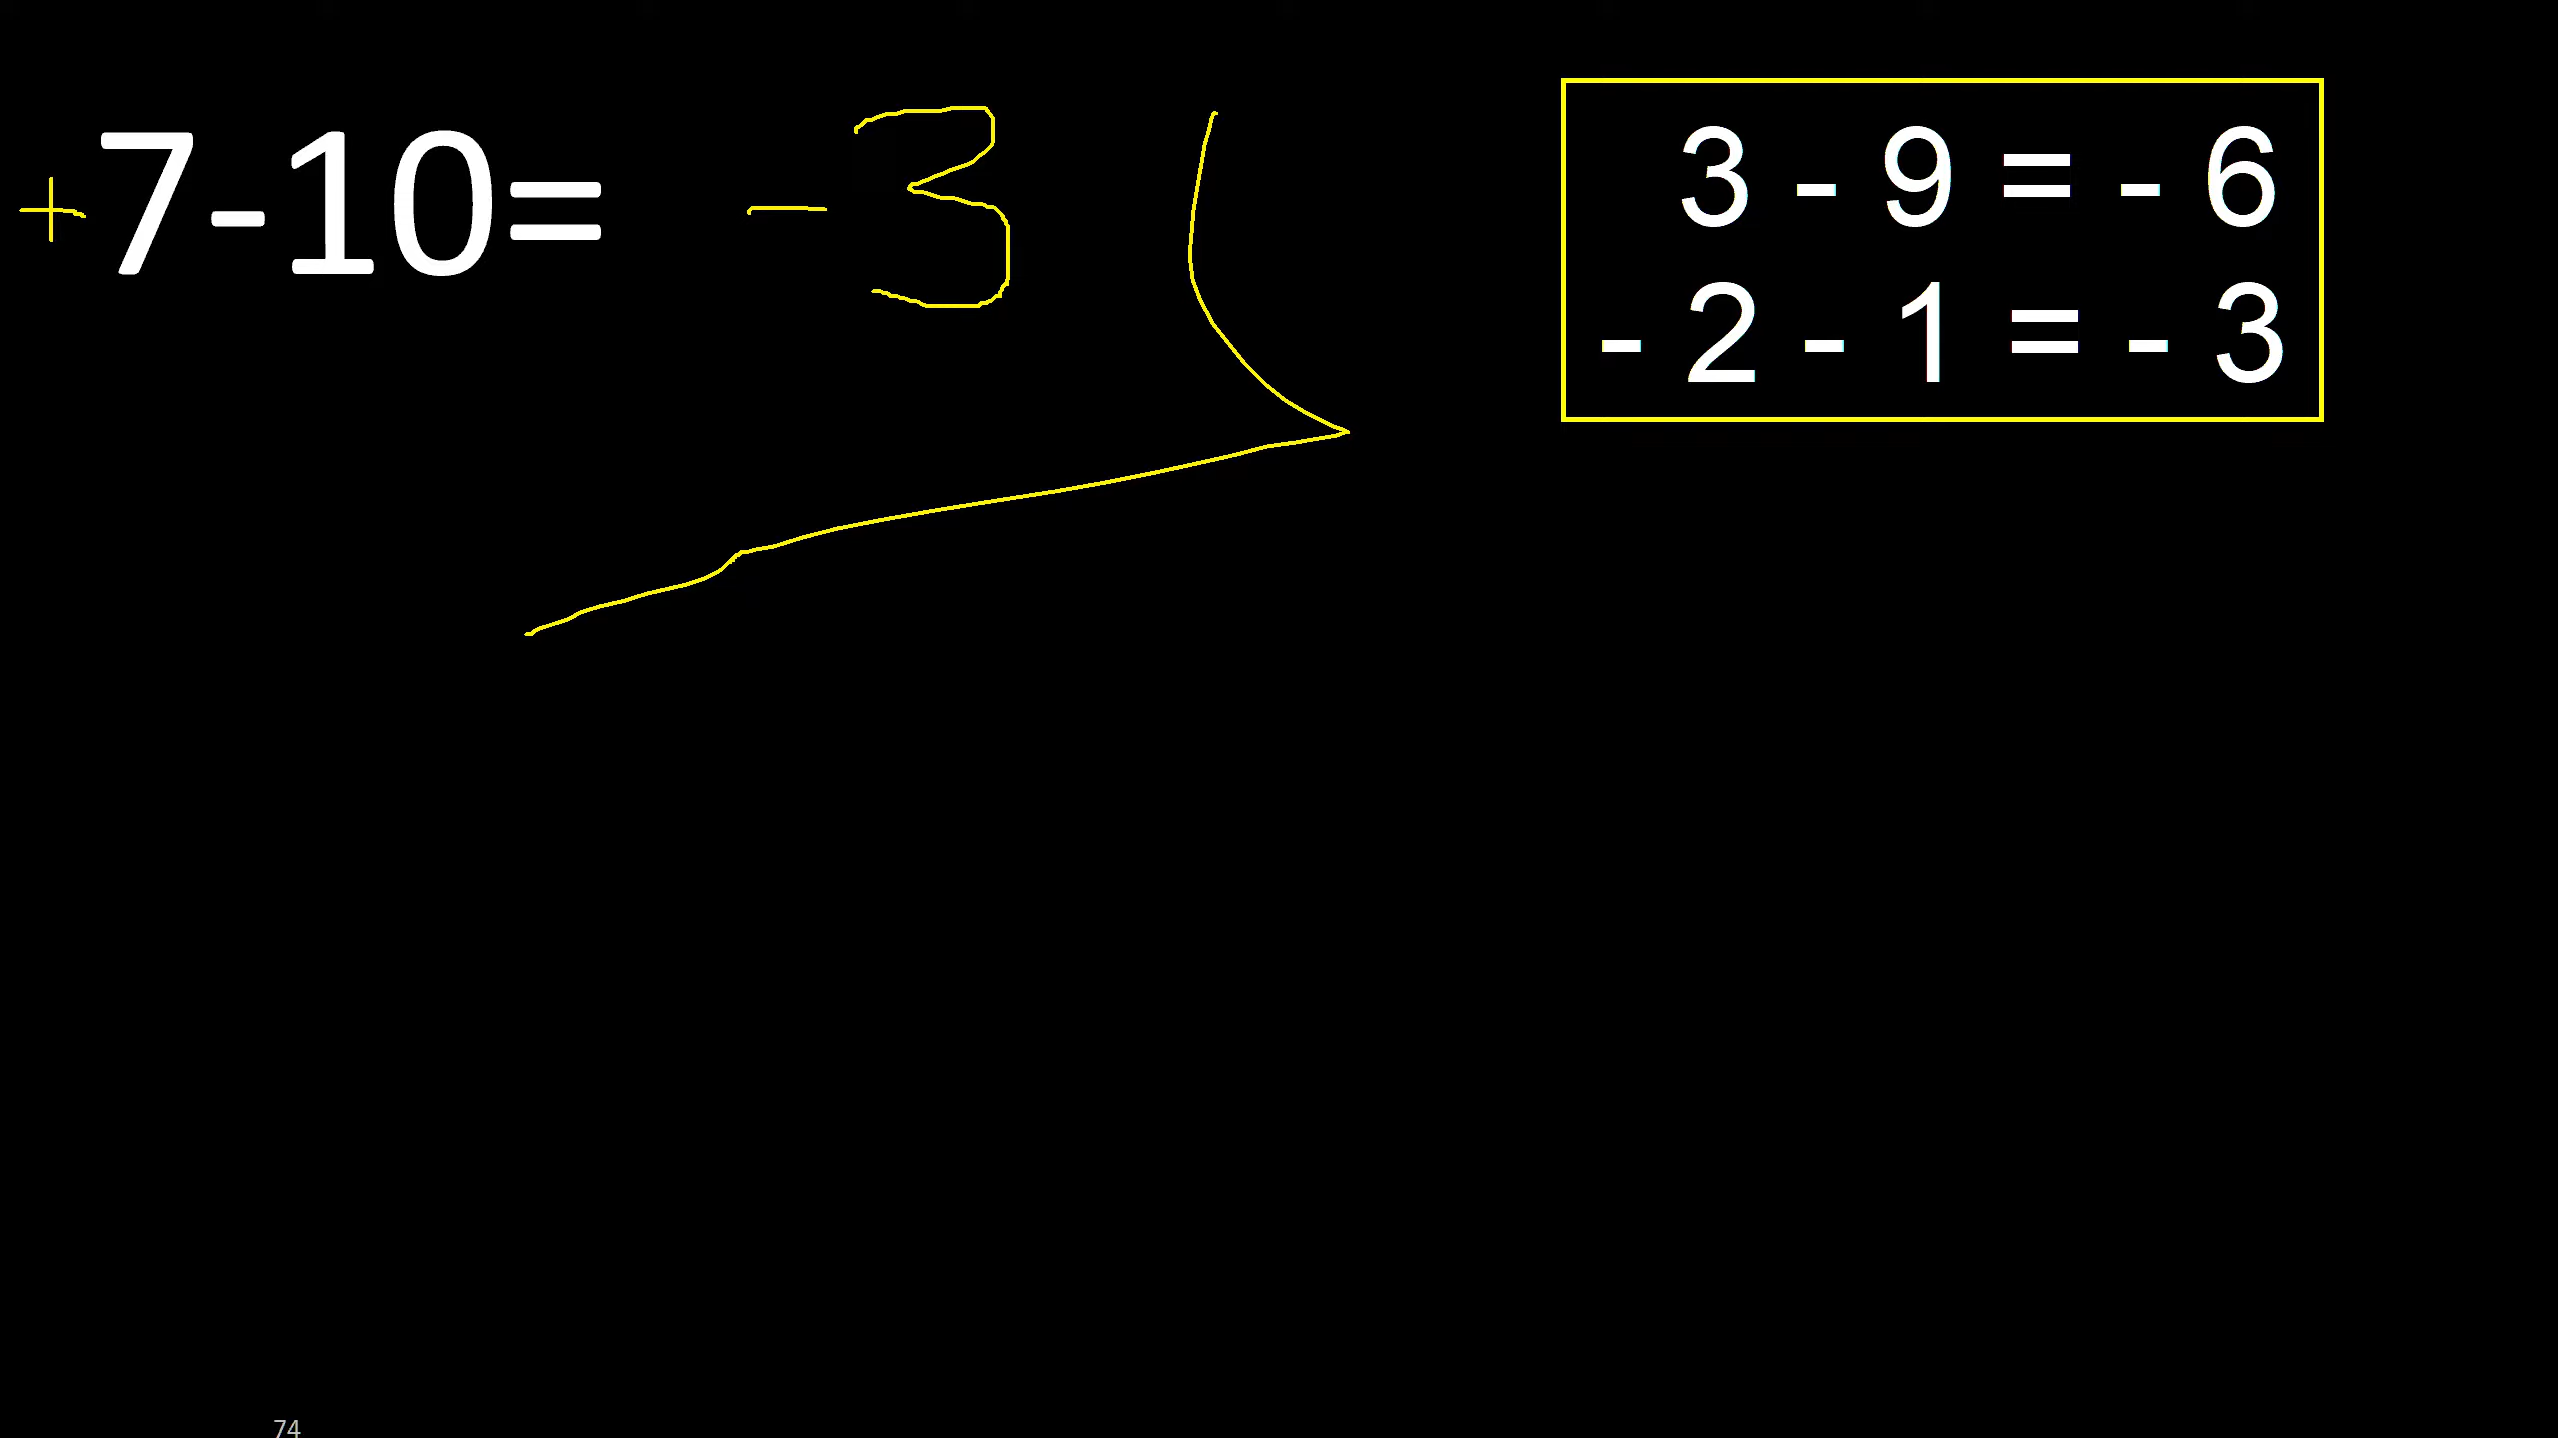 +7-10= -3
3 - 9 = - 6
- 2 - 1 = - 3
74